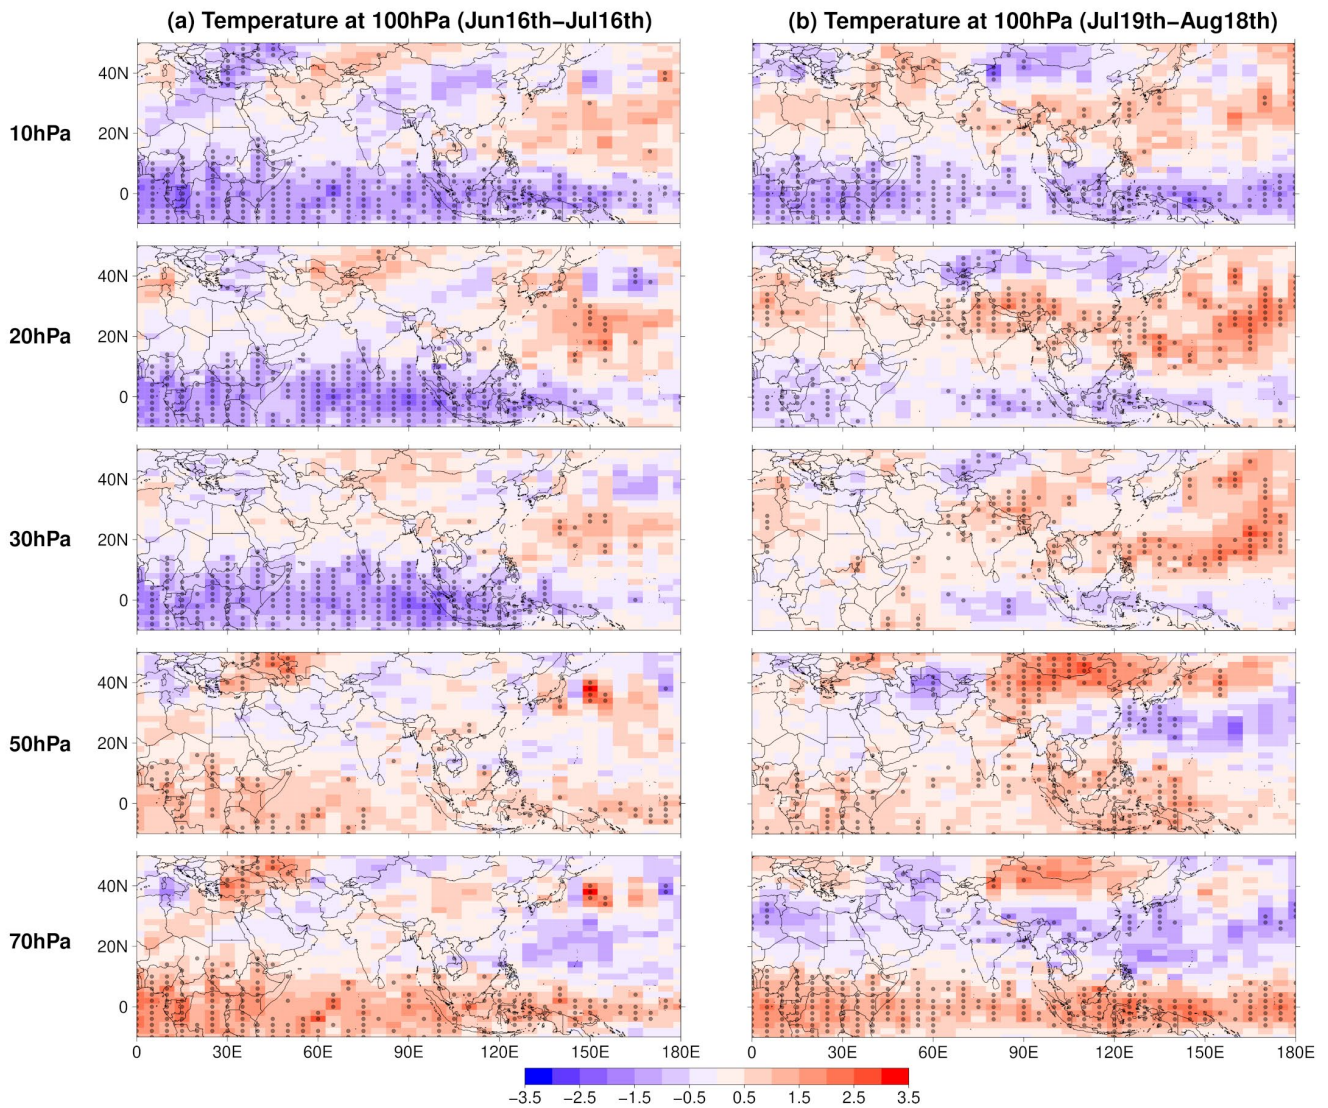 (a) Temperature at 100hPa (Jun16th−Jul16th)
(b) Temperature at 100hPa (Jul19th−Aug18th)
10hPa
40N
20N
0
20hPa
40N
20N
0
30hPa
40N
20N
0
50hPa
40N
20N
0
70hPa
40N
20N
0
0 30E 60E 90E 120E 150E 180E
0 30E 60E 90E 120E 150E 180E
−3.5 −2.5 −1.5 −0.5 0.5 1.5 2.5 3.5